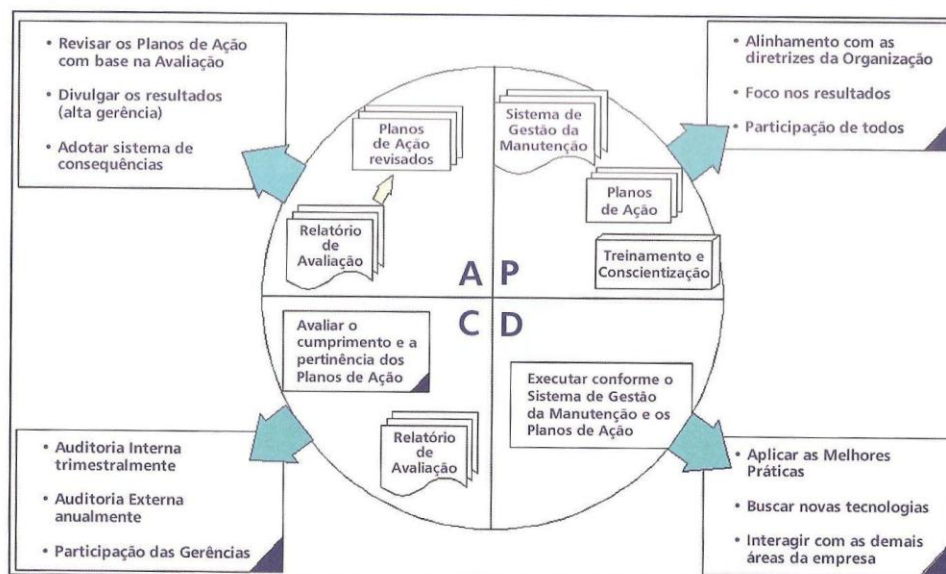 • Revisar os Planos de Ação
com base na Avaliação
• Divulgar os resultados
(alta gerência)
• Adotar sistema de
consequências
• Alinhamento com as
diretrizes da Organização
• Foco nos resultados
• Participação de todos
Planos
de Ação
revisados
Relatório
de
Avaliação
A
Sistema de
Gestão da
Manutenção
Planos
de Ação
Treinamento e
Conscientização
P
C
Avaliar o
cumprimento e a
pertinência dos
Planos de Ação
Relatório
de
Avaliação
D
Executar conforme o
Sistema de Gestão
da Manutenção e os
Planos de Ação
• Auditoria Interna
trimestralmente
• Auditoria Externa
anualmente
• Participação das Gerências
• Aplicar as Melhores
Práticas
• Buscar novas tecnologias
• Interagir com as demais
áreas da empresa